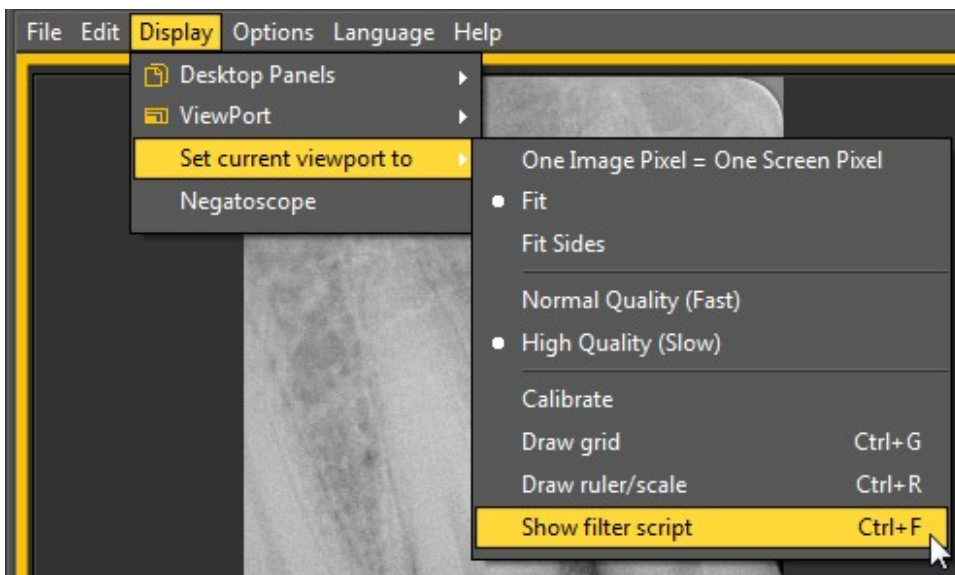 File Edit Display Options Language Help
Desktop Panels
ViewPort
Set current viewport to
Negatoscope
One Image Pixel = One Screen Pixel
Fit
Fit Sides
Normal Quality (Fast)
High Quality (Slow)
Calibrate
Draw grid Ctrl+G
Draw ruler/scale Ctrl+R
Show filter script Ctrl+F